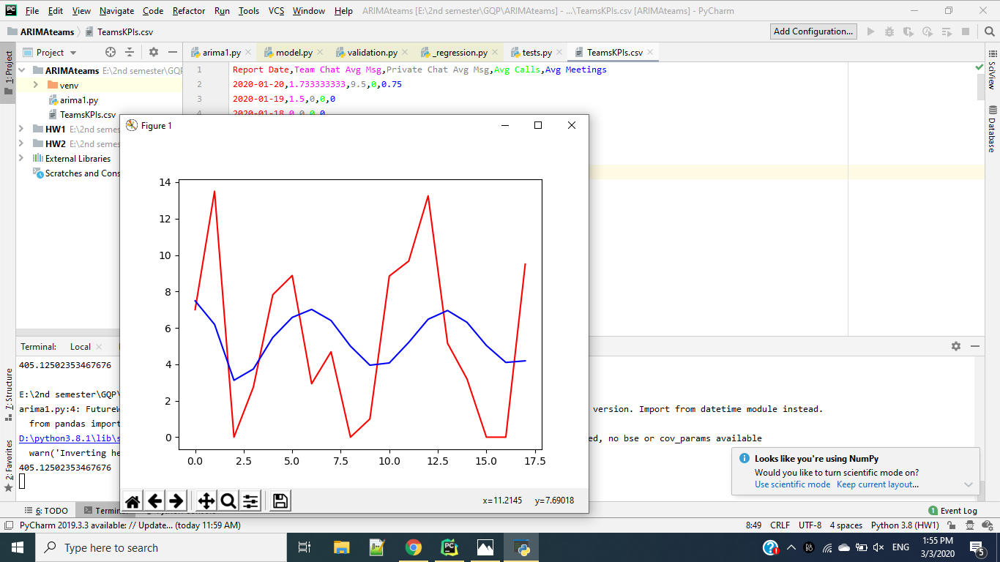 PC File Edit View Navigate Code Refactor Run Tools VCS Window Help ARIMAteams [E:\2nd semester\GQP\ARIMAteams] - ...\TeamsKPIs.csv [ARIMAteams] - PyCharm
ARIMAteams TeamsKPIs.csv Add Configuration...
Project arima1.py model.py validation.py _regression.py tests.py TeamsKPIs.csv
1: Project
ARIMAteams E:\2nd semester\GQP
venv
arima1.py
TeamsKPIs.csv
HW1 E:\2nd semes
HW2 E:\2nd semes
External Libraries
Scratches and Cons
1 Report Date,Team Chat Avg Msg,Private Chat Avg Msg,Avg Calls,Avg Meetings
2 2020-01-20,1.733333333,9.5,0,0.75
3 2020-01-19,1.5,0,0,0
4 2020-01-18,0,0,0,0
SciView
Database
Figure 1
14
12
10
8
6
4
2
0
0.0 2.5 5.0 7.5 10.0 12.5 15.0 17.5
x=11.2145 y=7.69018
7: Structure
2: Favorites
Terminal: Local
405.12502353467676
E:\2nd semester\GQP\
arima1.py:4: FutureW version. Import from datetime module instead.
from pandas import
D:\python3.8.1\lib\s ed, no bse or cov_params available
warn('Inverting he
405.12502353467676
Looks like you're using NumPy
Would you like to turn scientific mode on?
Use scientific mode Keep current layout...
6: TODO Termin Python Console 1 Event Log
PyCharm 2019.3.3 available: // Update... (today 11:59 AM) 8:49 CRLF UTF-8 4 spaces Python 3.8 (HW1)
Type here to search
PC
ENG
1:55 PM
3/3/2020
5